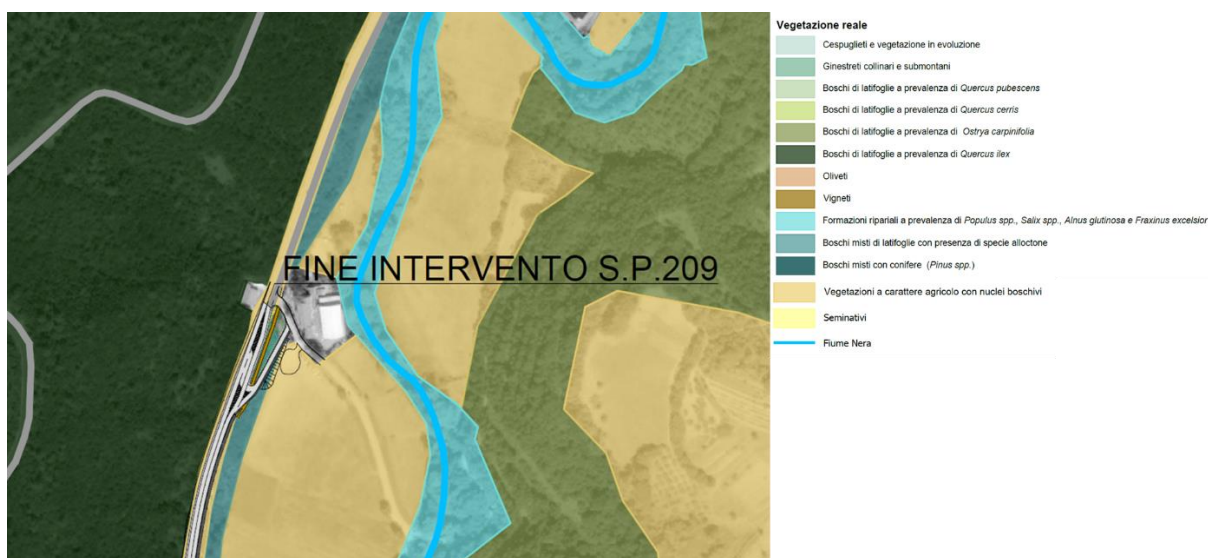 FINE INTERVENTO S.P.209
Vegetazione reale
Cespuglieti e vegetazione in evoluzione
Ginestreti collinari e submontani
Boschi di latifoglie a prevalenza di Quercus pubescens
Boschi di latifoglie a prevalenza di Quercus cerris
Boschi di latifoglie a prevalenza di Ostrya carpinifolia
Boschi di latifoglie a prevalenza di Quercus ilex
Oliveti
Vigneti
Formazioni ripariali a prevalenza di Populus spp., Salix spp., Alnus glutinosa e Fraxinus excelsior
Boschi misti di latifoglie con presenza di specie alloctone
Boschi misti con conifere (Pinus spp.)
Vegetazioni a carattere agricolo con nuclei boschivi
Seminativi
Fiume Nera